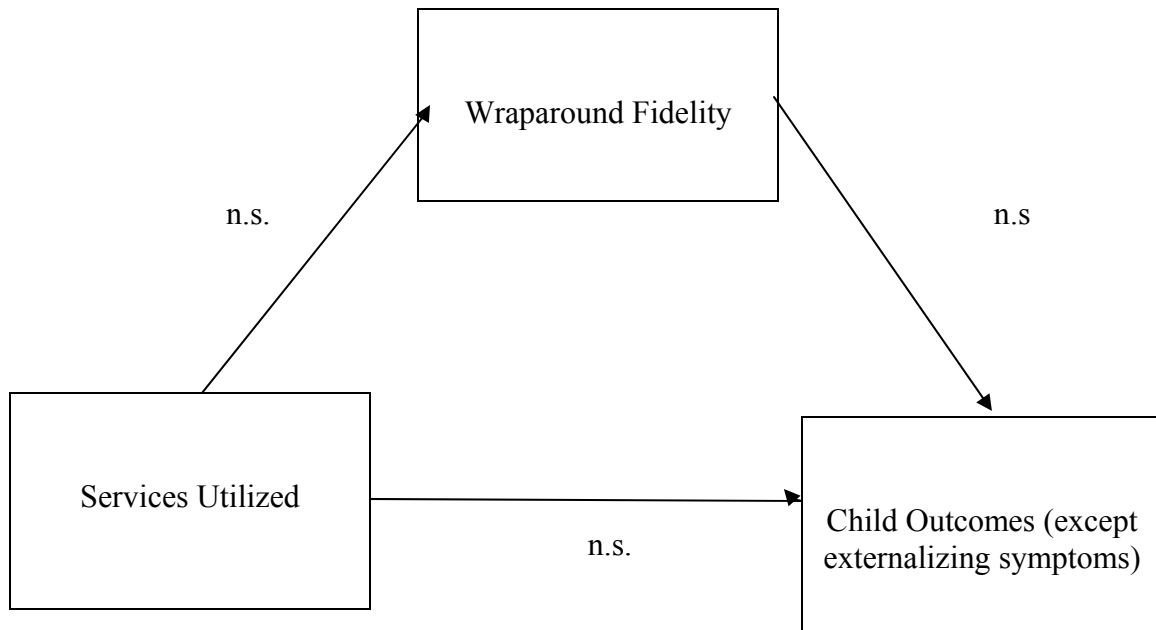 Wraparound Fidelity
n.s.
n.s
Services Utilized
n.s.
Child Outcomes (except
externalizing symptoms)